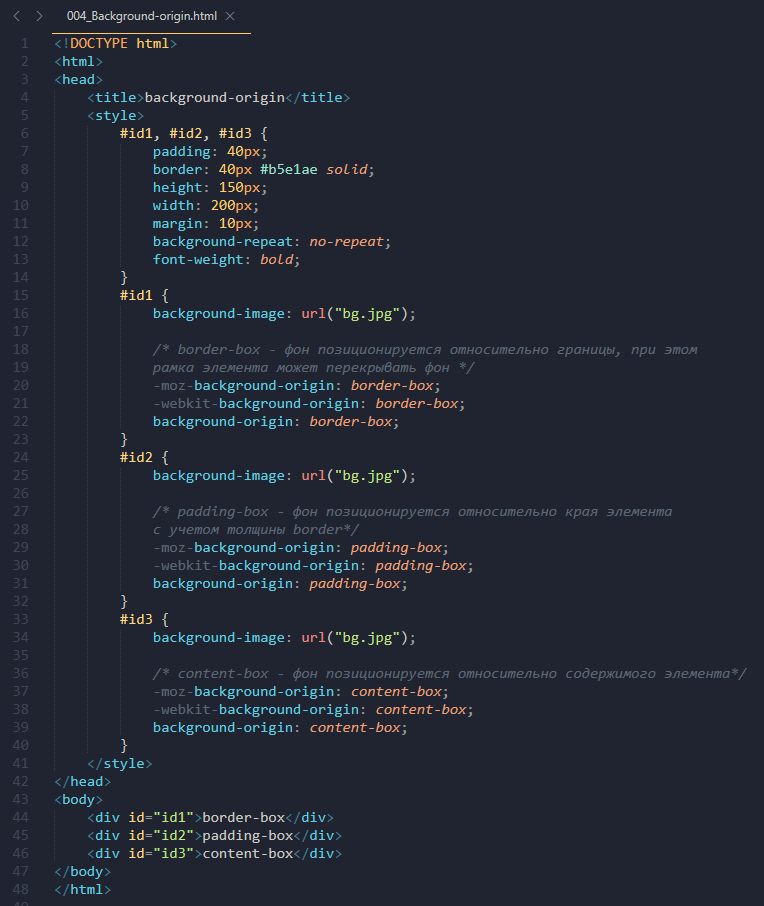 004_Background-origin.html
1 <!DOCTYPE html>
2 <html>
3 <head>
4     <title>background-origin</title>
5     <style>
6         #id1, #id2, #id3 {
7             padding: 40px;
8             border: 40px #b5e1ae solid;
9             height: 150px;
10             width: 200px;
11             margin: 10px;
12             background-repeat: no-repeat;
13             font-weight: bold;
14         }
15         #id1 {
16             background-image: url("bg.jpg");
17
18             /* border-box - фон позиционируется относительно границы, при этом
19             рамка элемента может перекрывать фон */
20             -moz-background-origin: border-box;
21             -webkit-background-origin: border-box;
22             background-origin: border-box;
23         }
24         #id2 {
25             background-image: url("bg.jpg");
26
27             /* padding-box - фон позиционируется относительно края элемента
28             с учетом толщины border*/
29             -moz-background-origin: padding-box;
30             -webkit-background-origin: padding-box;
31             background-origin: padding-box;
32         }
33         #id3 {
34             background-image: url("bg.jpg");
35
36             /* content-box - фон позиционируется относительно содержимого элемента*/
37             -moz-background-origin: content-box;
38             -webkit-background-origin: content-box;
39             background-origin: content-box;
40         }
41     </style>
42 </head>
43 <body>
44     <div id="id1">border-box</div>
45     <div id="id2">padding-box</div>
46     <div id="id3">content-box</div>
47 </body>
48 </html>